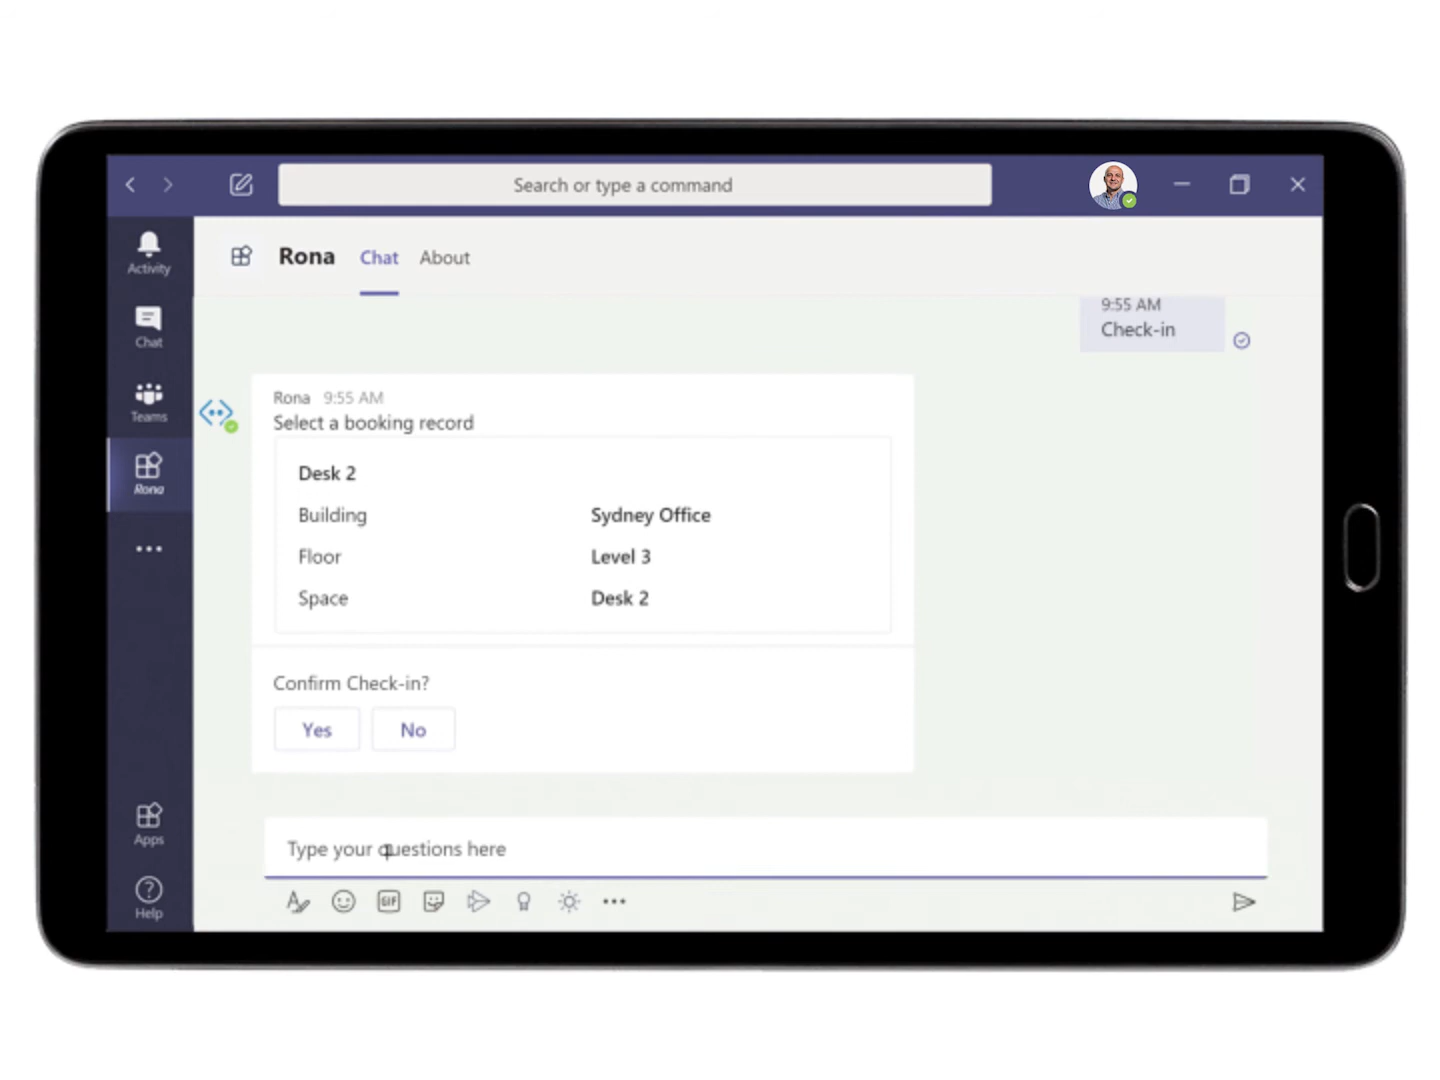 Search or type a command
Activity
Chat
Teams
Rona
Apps
Help
Rona Chat About
9:55 AM
Check-in
Rona 9:55 AM
Select a booking record
Desk 2
Building Sydney Office
Floor Level 3
Space Desk 2
Confirm Check-in?
Yes No
Type your questions here
GIF